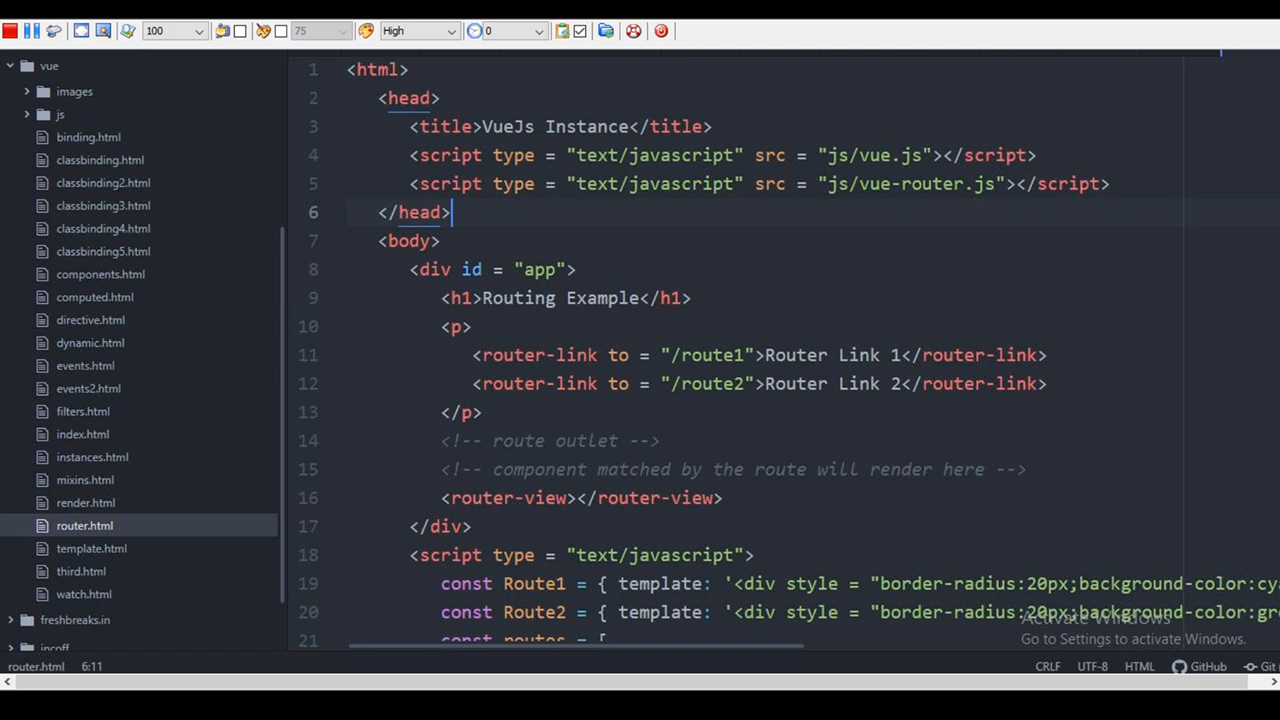 100
75
High
0
vue
images
js
binding.html
classbinding.html
classbinding2.html
classbinding3.html
classbinding4.html
classbinding5.html
components.html
computed.html
directive.html
dynamic.html
events.html
events2.html
filters.html
index.html
instances.html
mixins.html
render.html
router.html
template.html
third.html
watch.html
freshbreaks.in
incoff
1 <html>
2 <head>
3 <title>VueJs Instance</title>
4 <script type = "text/javascript" src = "js/vue.js"></script>
5 <script type = "text/javascript" src = "js/vue-router.js"></script>
6 </head>
7 <body>
8 <div id = "app">
9 <h1>Routing Example</h1>
10 <p>
11 <router-link to = "/route1">Router Link 1</router-link>
12 <router-link to = "/route2">Router Link 2</router-link>
13 </p>
14 <!-- route outlet -->
15 <!-- component matched by the route will render here -->
16 <router-view></router-view>
17 </div>
18 <script type = "text/javascript">
19 const Route1 = { template: '<div style = "border-radius:20px;background-color:cy
20 const Route2 = { template: '<div style = "border-radius:20px;background-color:gr
21 const routes = [
Activate Windows
Go to Settings to activate Windows.
router.html 6:11 CRLF UTF-8 HTML GitHub Git